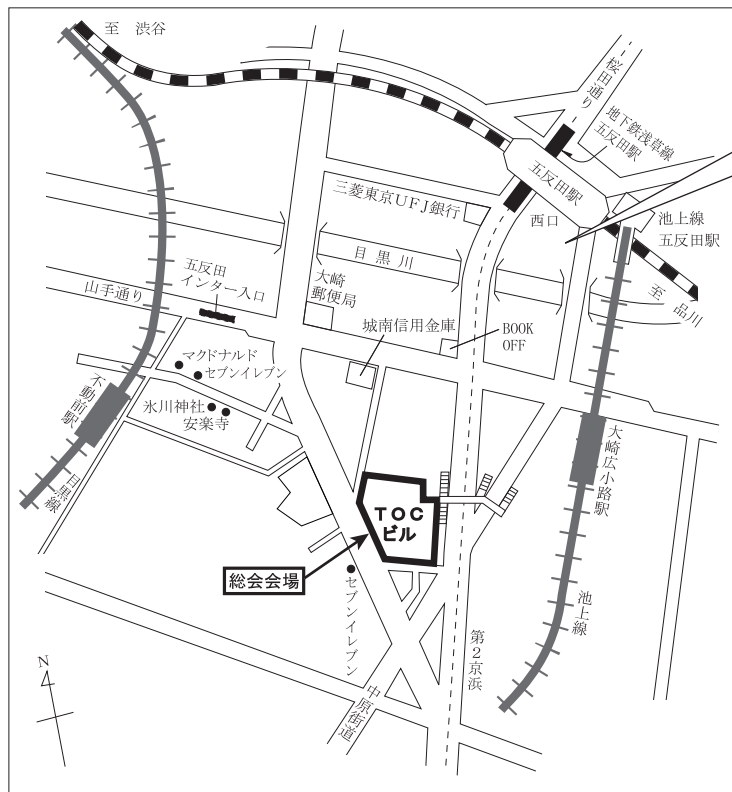 至 渋谷
桜田通り
地下鉄浅草線
五反田駅
五反田駅
三菱東京UFJ銀行
西口
池上線
五反田駅
目黒川
五反田
インター入口
大崎
郵便局
山手通り
至 品川
城南信用金庫
BOOK
OFF
マクドナルド
セブンイレブン
不動前駅
氷川神社
安楽寺
大崎広小路駅
目黒線
TOC
ビル
総会会場
セブンイレブン
池上線
第2京浜
N
中原街道